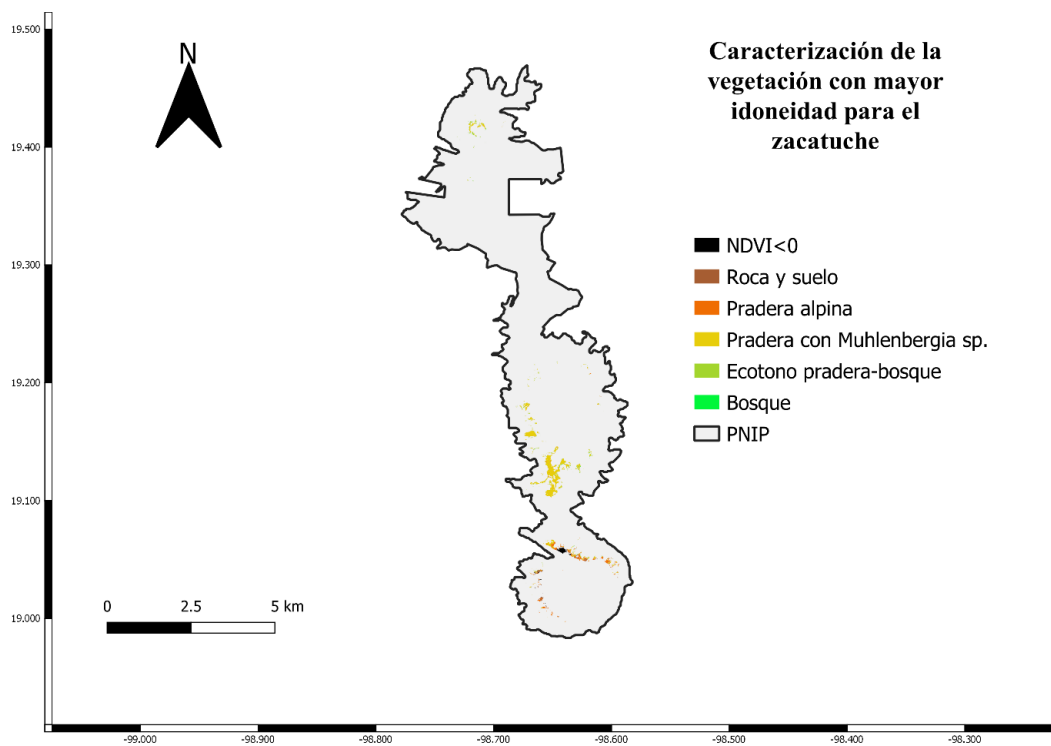 Caracterización de la
vegetación con mayor
idoneidad para el
zacatuche
N
19.500
19.400
19.300
19.200
19.100
19.000
NDVI<0
Roca y suelo
Pradera alpina
Pradera con Muhlenbergia sp.
Ecotono pradera-bosque
Bosque
PNIP
0 2.5 5 km
-99.000 -98.900 -98.800 -98.700 -98.600 -98.500 -98.400 -98.300